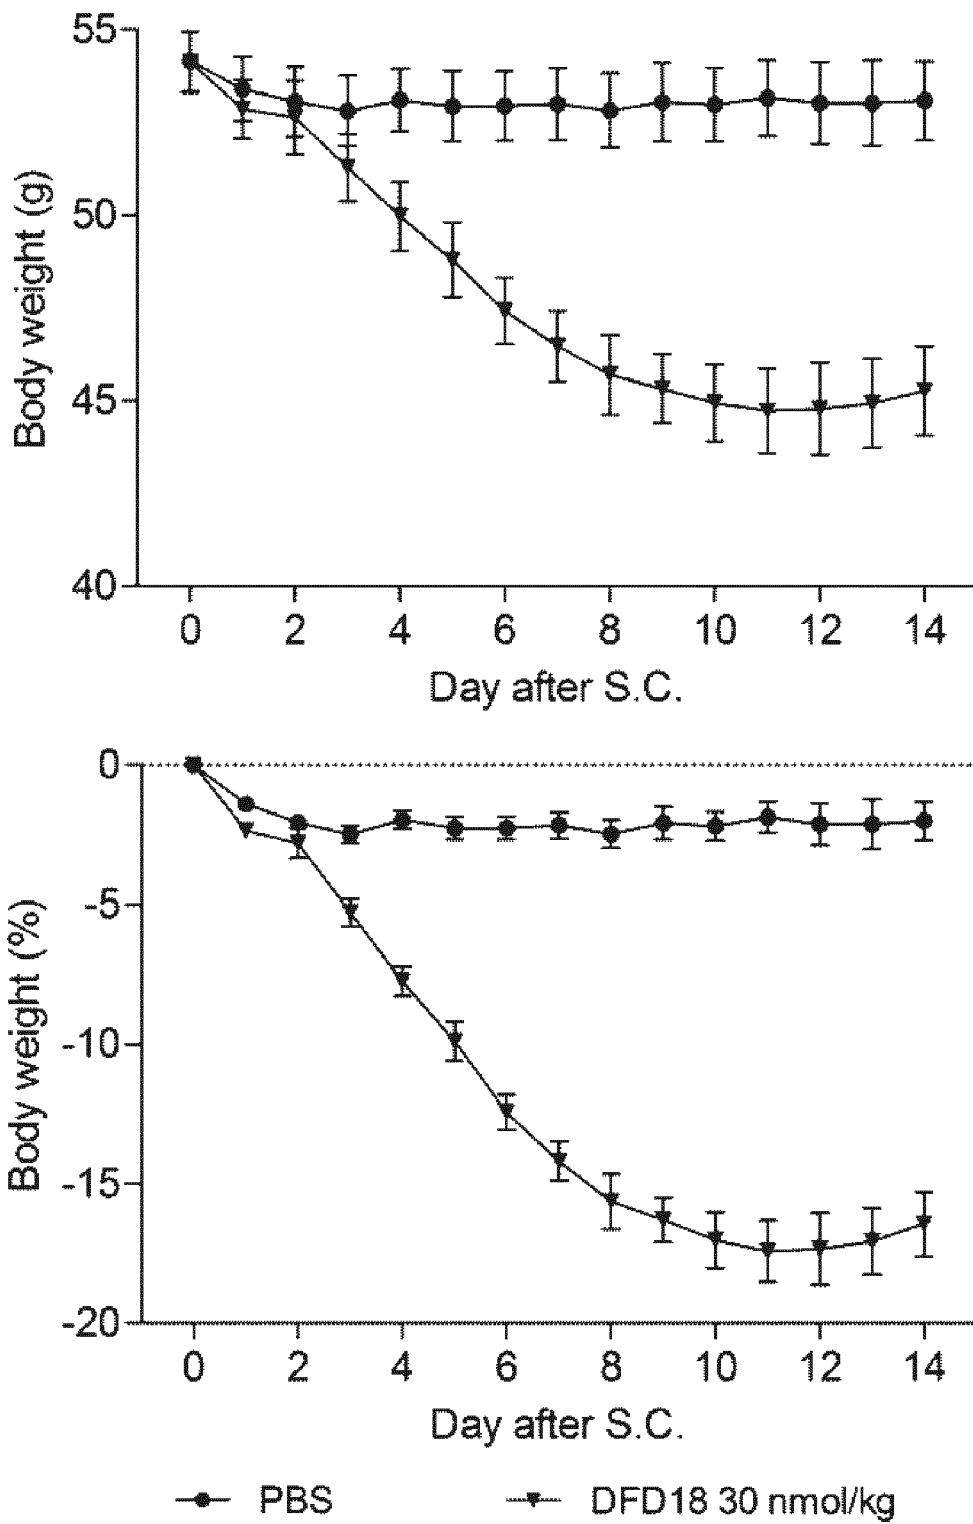 55
50
45
40
Body weight (g)
0 2 4 6 8 10 12 14
Day after S.C.
0
-5
-10
-15
-20
Body weight (%)
0 2 4 6 8 10 12 14
Day after S.C.
PBS DFD18 30 nmol/kg